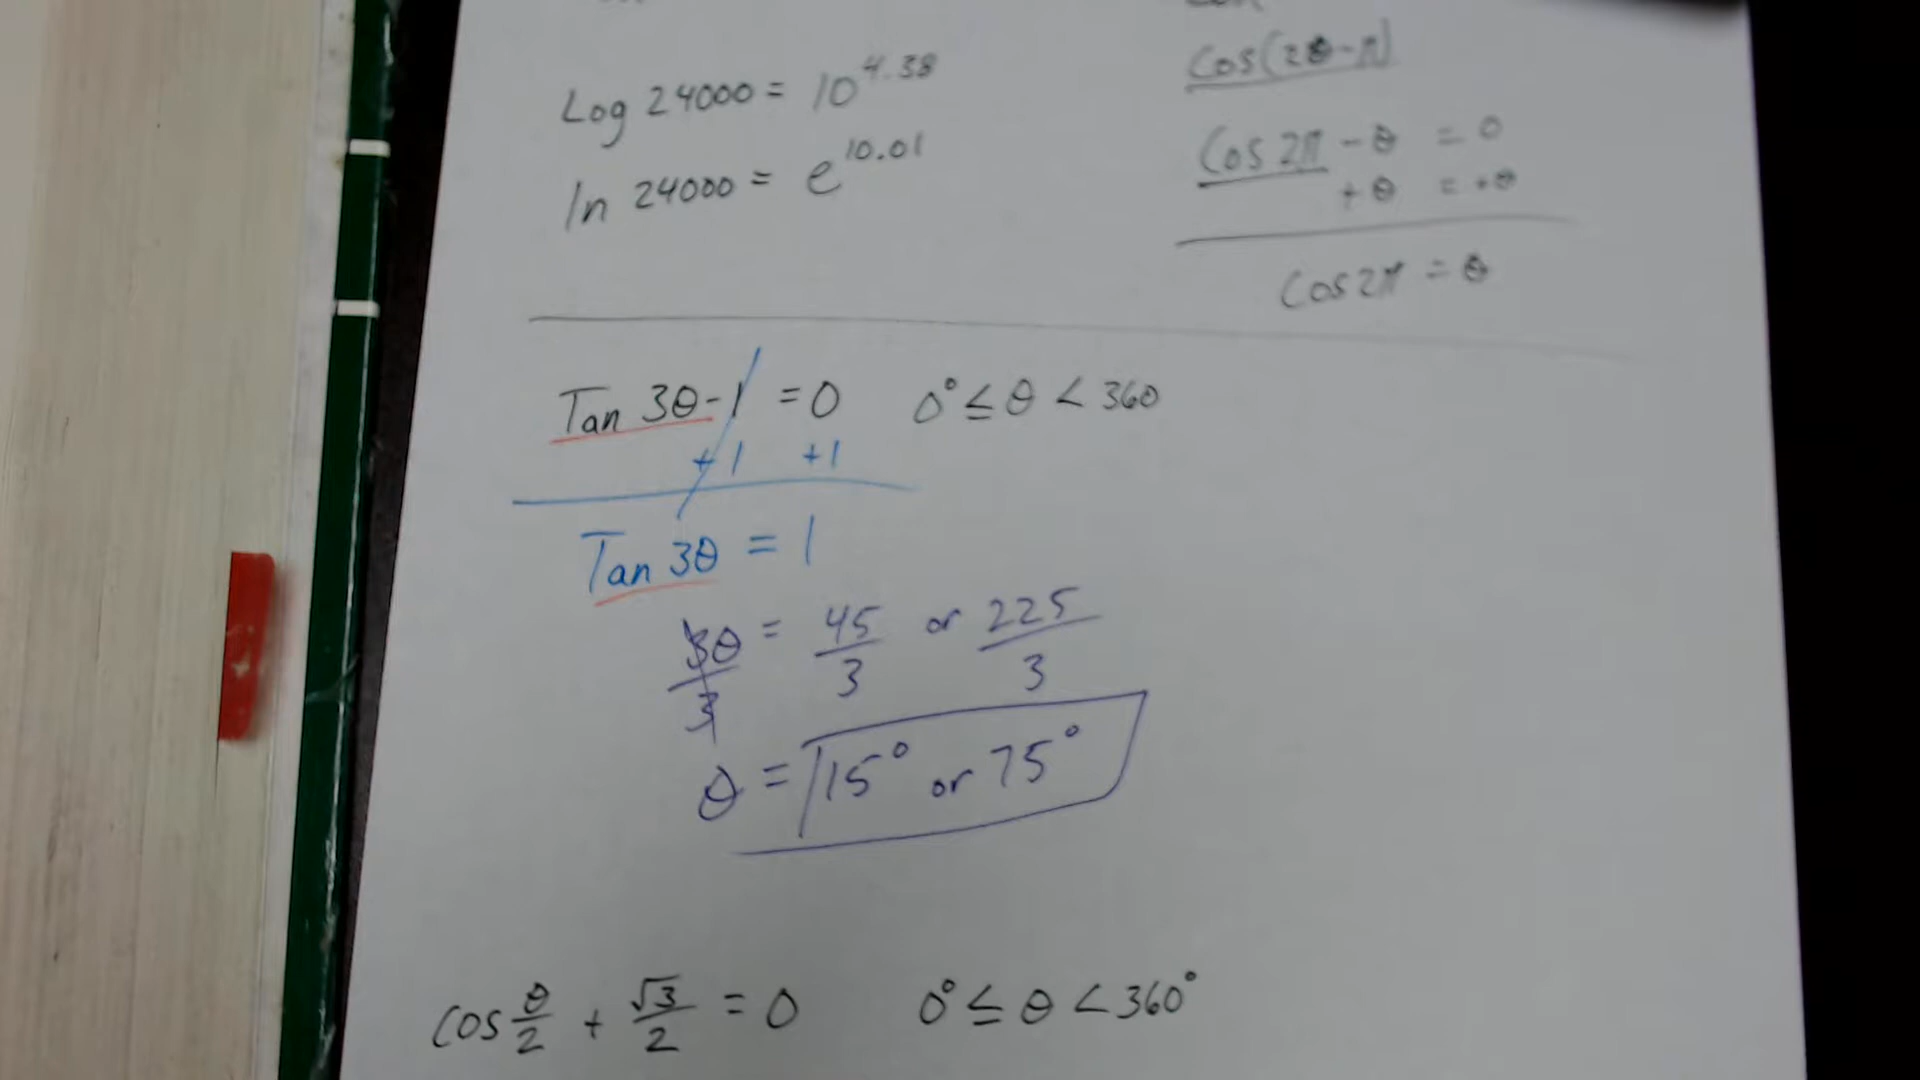 Log 24000 = 10^4.38
ln 24000 = e^10.01
Cos(2θ-π)
Cos 2π - θ = 0
+ θ = +θ
Cos 2π = θ
Tan 3θ - 1 = 0 0° ≤ θ < 360
+ 1 +1
Tan 3θ = 1
3θ/3 = 45/3 or 225/3
θ = 15° or 75°
cos θ/2 + √3/2 = 0 0° ≤ θ < 360°